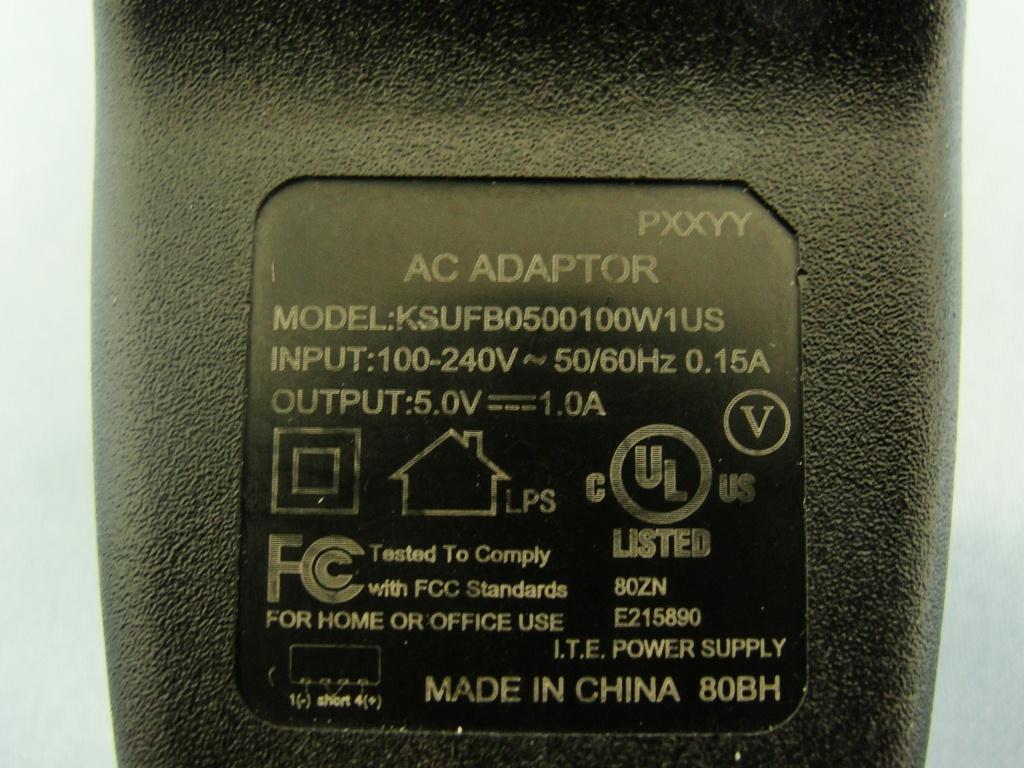 PXXYY
AC ADAPTOR
MODEL:KSUFB0500100W1US
INPUT:100-240V ~ 50/60Hz 0.15A
OUTPUT:5.0V ⎓ 1.0A
V
LPS
C UL US
LISTED
FC Tested To Comply
with FCC Standards
80ZN
FOR HOME OR OFFICE USE
E215890
I.T.E. POWER SUPPLY
1(-) short 4(+)
MADE IN CHINA 80BH